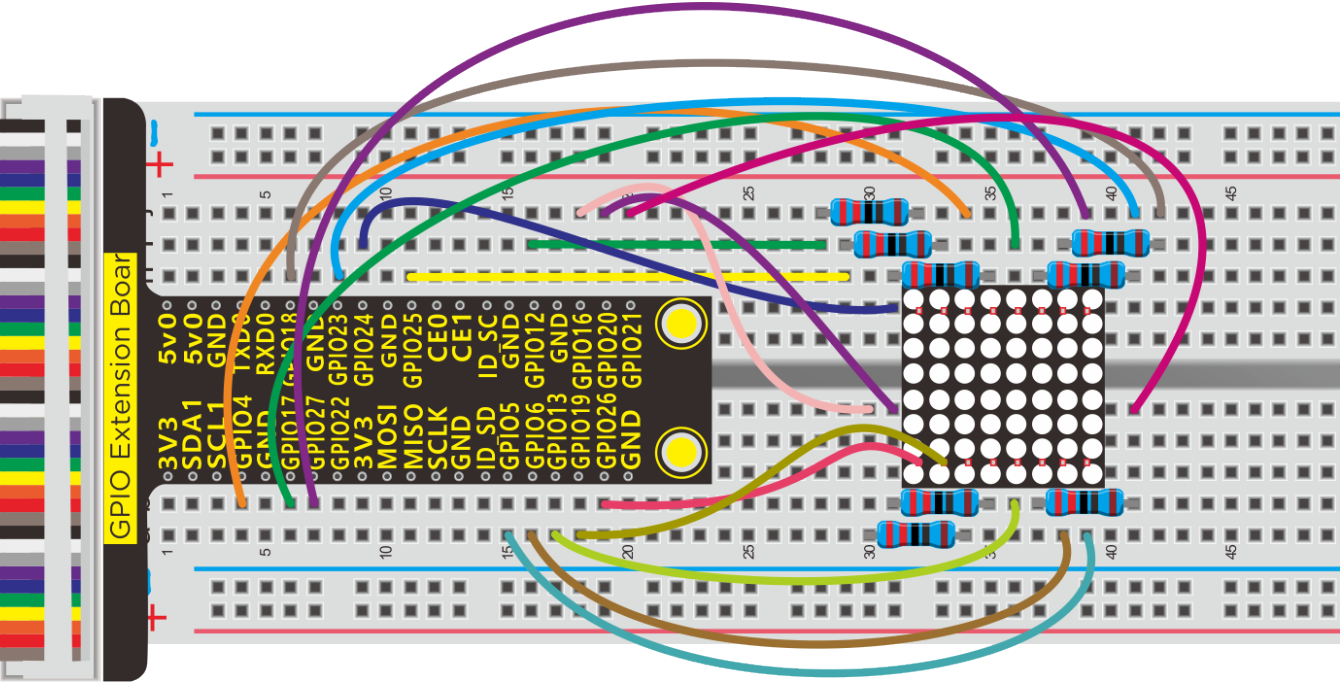 GPIO Extension Boar
1 5 10 15 25 30 35 40 45
5v0
5v0
GND
TXD0
RXD0
GPIO18
GND
GPIO23
GPIO24
GND
GPIO25
CE0
CE1
ID_SC
GND
GPIO12
GND
GPIO16
GPIO20
GPIO21
3V3
SDA1
SCL1
GPIO4
GND
GPIO17
GPIO27
GPIO22
3V3
MOSI
MISO
SCLK
GND
ID_SD
GPIO5
GPIO6
GPIO13
GPIO19
GPIO26
GND
1 5 10 15 20 25 30 35 40 45